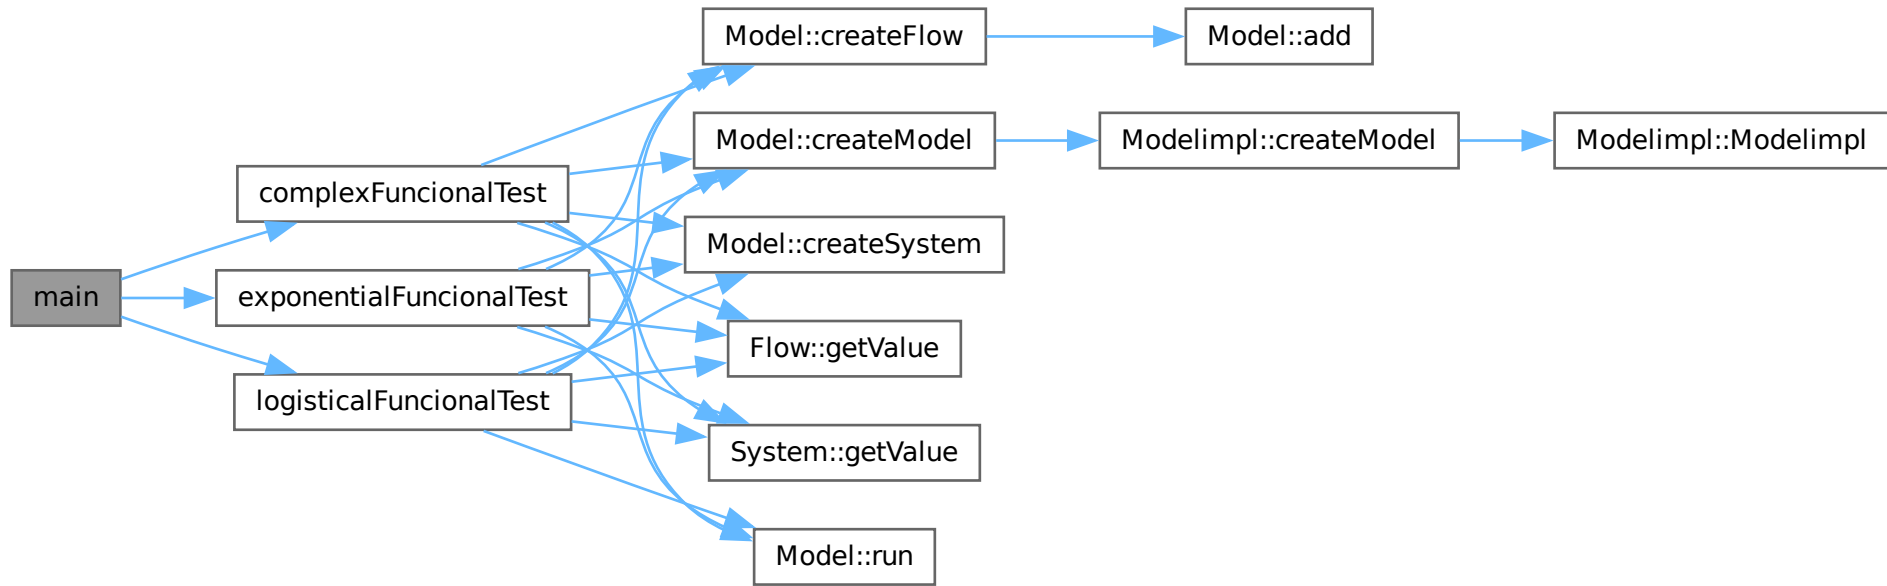 main
complexFuncionalTest
exponentialFuncionalTest
logisticalFuncionalTest
Model::createFlow
Model::createModel
Model::createSystem
Flow::getValue
System::getValue
Model::run
Model::add
Modelimpl::createModel
Modelimpl::Modelimpl